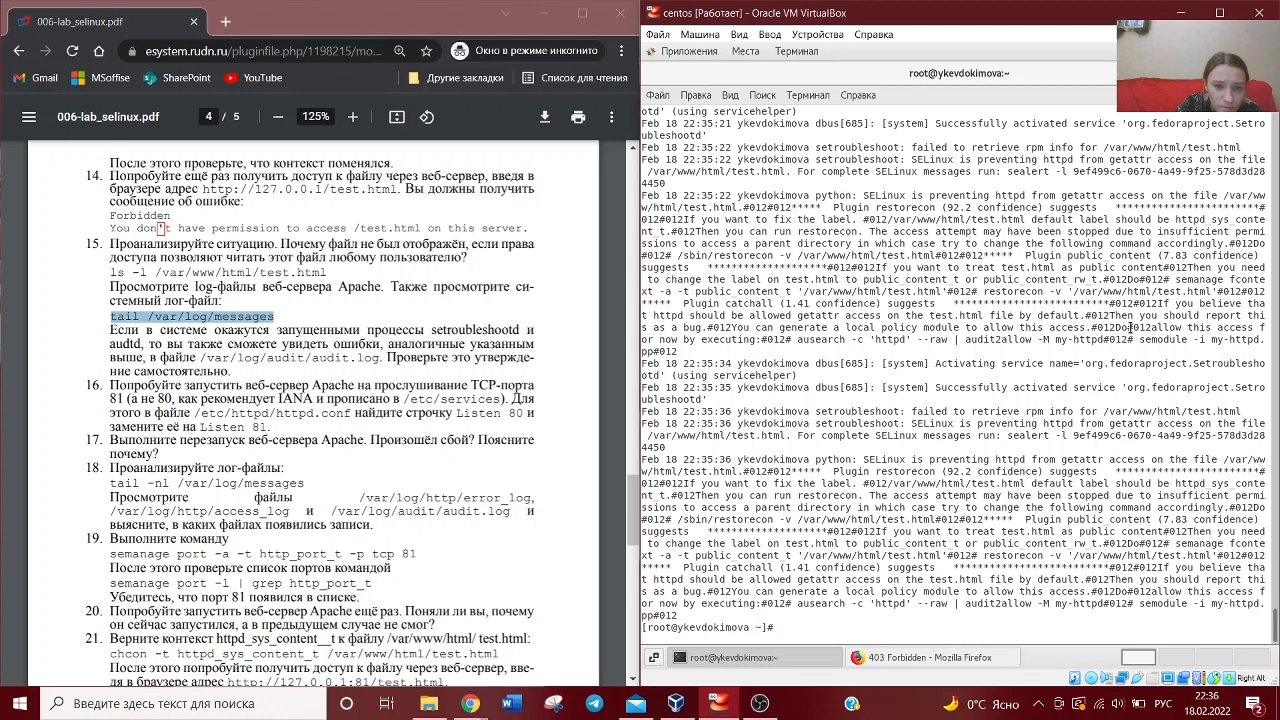 006-lab_selinux.pdf
esystem.rudn.ru/pluginfile.php/1198215/mo...
Окно в режиме инкогнито
Gmail
MSoffise
SharePoint
YouTube
Другие закладки
Список для чтения
006-lab_selinux.pdf
4 / 5
125%
После этого проверьте, что контекст поменялся.
14. Попробуйте ещё раз получить доступ к файлу через веб-сервер, введя в
браузере адрес http://127.0.0.1/test.html. Вы должны получить
сообщение об ошибке:
Forbidden
You don't have permission to access /test.html on this server.
15. Проанализируйте ситуацию. Почему файл не был отображён, если права
доступа позволяют читать этот файл любому пользователю?
ls -l /var/www/html/test.html
Просмотрите log-файлы веб-сервера Apache. Также просмотрите си-
стемный лог-файл:
tail /var/log/messages
Если в системе окажутся запущенными процессы setroubleshootd и
audtd, то вы также сможете увидеть ошибки, аналогичные указанным
выше, в файле /var/log/audit/audit.log. Проверьте это утвержде-
ние самостоятельно.
16. Попробуйте запустить веб-сервер Apache на прослушивание TCP-порта
81 (а не 80, как рекомендует IANA и прописано в /etc/services). Для
этого в файле /etc/httpd/httpd.conf найдите строчку Listen 80 и
замените её на Listen 81.
17. Выполните перезапуск веб-сервера Apache. Произошёл сбой? Поясните
почему?
18. Проанализируйте лог-файлы:
tail -nl /var/log/messages
Просмотрите файлы /var/log/http/error_log,
/var/log/http/access_log и /var/log/audit/audit.log и
выясните, в каких файлах появились записи.
19. Выполните команду
semanage port -a -t http_port_t -р tcp 81
После этого проверьте список портов командой
semanage port -l | grep http_port_t
Убедитесь, что порт 81 появился в списке.
20. Попробуйте запустить веб-сервер Apache ещё раз. Поняли ли вы, почему
он сейчас запустился, а в предыдущем случае не смог?
21. Верните контекст httpd_sys_cоntent__t к файлу /var/www/html/ test.html:
chcon -t httpd_sys_content_t /var/www/html/test.html
После этого попробуйте получить доступ к файлу через веб-сервер, вве-
дя в браузере адрес http://127.0.0.1:81/test.html.
centos [Работает] - Oracle VM VirtualBox
Файл Машина Вид Ввод Устройства Справка
Приложения Места Терминал
root@ykevdokimova:~
Файл Правка Вид Поиск Терминал Справка
otd' (using servicehelper)
Feb 18 22:35:21 ykevdokimova dbus[685]: [system] Successfully activated service 'org.fedoraproject.Setro
ubleshootd'
Feb 18 22:35:22 ykevdokimova setroubleshoot: failed to retrieve rpm info for /var/www/html/test.html
Feb 18 22:35:22 ykevdokimova setroubleshoot: SELinux is preventing httpd from getattr access on the file
/var/www/html/test.html. For complete SELinux messages run: sealert -l 9ef499c6-0670-4a49-9f25-578d3d28
4450
Feb 18 22:35:22 ykevdokimova python: SELinux is preventing httpd from getattr access on the file /var/ww
w/html/test.html.#012#012***** Plugin restorecon (92.2 confidence) suggests ************************#
012#012If you want to fix the label. #012/var/www/html/test.html default label should be httpd_sys_conte
nt_t.#012Then you can run restorecon. The access attempt may have been stopped due to insufficient permi
ssions to access a parent directory in which case try to change the following command accordingly.#012Do
#012# /sbin/restorecon -v /var/www/html/test.html#012#012***** Plugin public_content (7.83 confidence)
suggests **********************#012#012If you want to treat test.html as public content#012Then you need
to change the label on test.html to public_content_t or public_content_rw_t.#012Do#012# semanage fconte
xt -a -t public_content_t '/var/www/html/test.html'#012# restorecon -v '/var/www/html/test.html'#012#012
***** Plugin catchall (1.41 confidence) suggests **************************#012#012If you believe tha
t httpd should be allowed getattr access on the test.html file by default.#012Then you should report thi
s as a bug.#012You can generate a local policy module to allow this access.#012Do#012allow this access f
or now by executing:#012# ausearch -c 'httpd' --raw | audit2allow -M my-httpd#012# semodule -i my-httpd.
pp#012
Feb 18 22:35:34 ykevdokimova dbus[685]: [system] Activating service name='org.fedoraproject.Setroublesho
otd' (using servicehelper)
Feb 18 22:35:35 ykevdokimova dbus[685]: [system] Successfully activated service 'org.fedoraproject.Setro
ubleshootd'
Feb 18 22:35:36 ykevdokimova setroubleshoot: failed to retrieve rpm info for /var/www/html/test.html
Feb 18 22:35:36 ykevdokimova setroubleshoot: SELinux is preventing httpd from getattr access on the file
/var/www/html/test.html. For complete SELinux messages run: sealert -l 9ef499c6-0670-4a49-9f25-578d3d28
4450
Feb 18 22:35:36 ykevdokimova python: SELinux is preventing httpd from getattr access on the file /var/ww
w/html/test.html.#012#012***** Plugin restorecon (92.2 confidence) suggests ************************#
012#012If you want to fix the label. #012/var/www/html/test.html default label should be httpd_sys_conte
nt_t.#012Then you can run restorecon. The access attempt may have been stopped due to insufficient permi
ssions to access a parent directory in which case try to change the following command accordingly.#012Do
#012# /sbin/restorecon -v /var/www/html/test.html#012#012***** Plugin public_content (7.83 confidence)
suggests **********************#012#012If you want to treat test.html as public content#012Then you need
to change the label on test.html to public_content_t or public_content_rw_t.#012Do#012# semanage fconte
xt -a -t public_content_t '/var/www/html/test.html'#012# restorecon -v '/var/www/html/test.html'#012#012
***** Plugin catchall (1.41 confidence) suggests **************************#012#012If you believe tha
t httpd should be allowed getattr access on the test.html file by default.#012Then you should report thi
s as a bug.#012You can generate a local policy module to allow this access.#012Do#012allow this access f
or now by executing:#012# ausearch -c 'httpd' --raw | audit2allow -M my-httpd#012# semodule -i my-httpd.
pp#012
[root@ykevdokimova ~]#
root@ykevdokimova:~
403 Forbidden - Mozilla Firefox
Right Alt
Введите здесь текст для поиска
0°C Ясно
РУС
22:36
18.02.2022
2